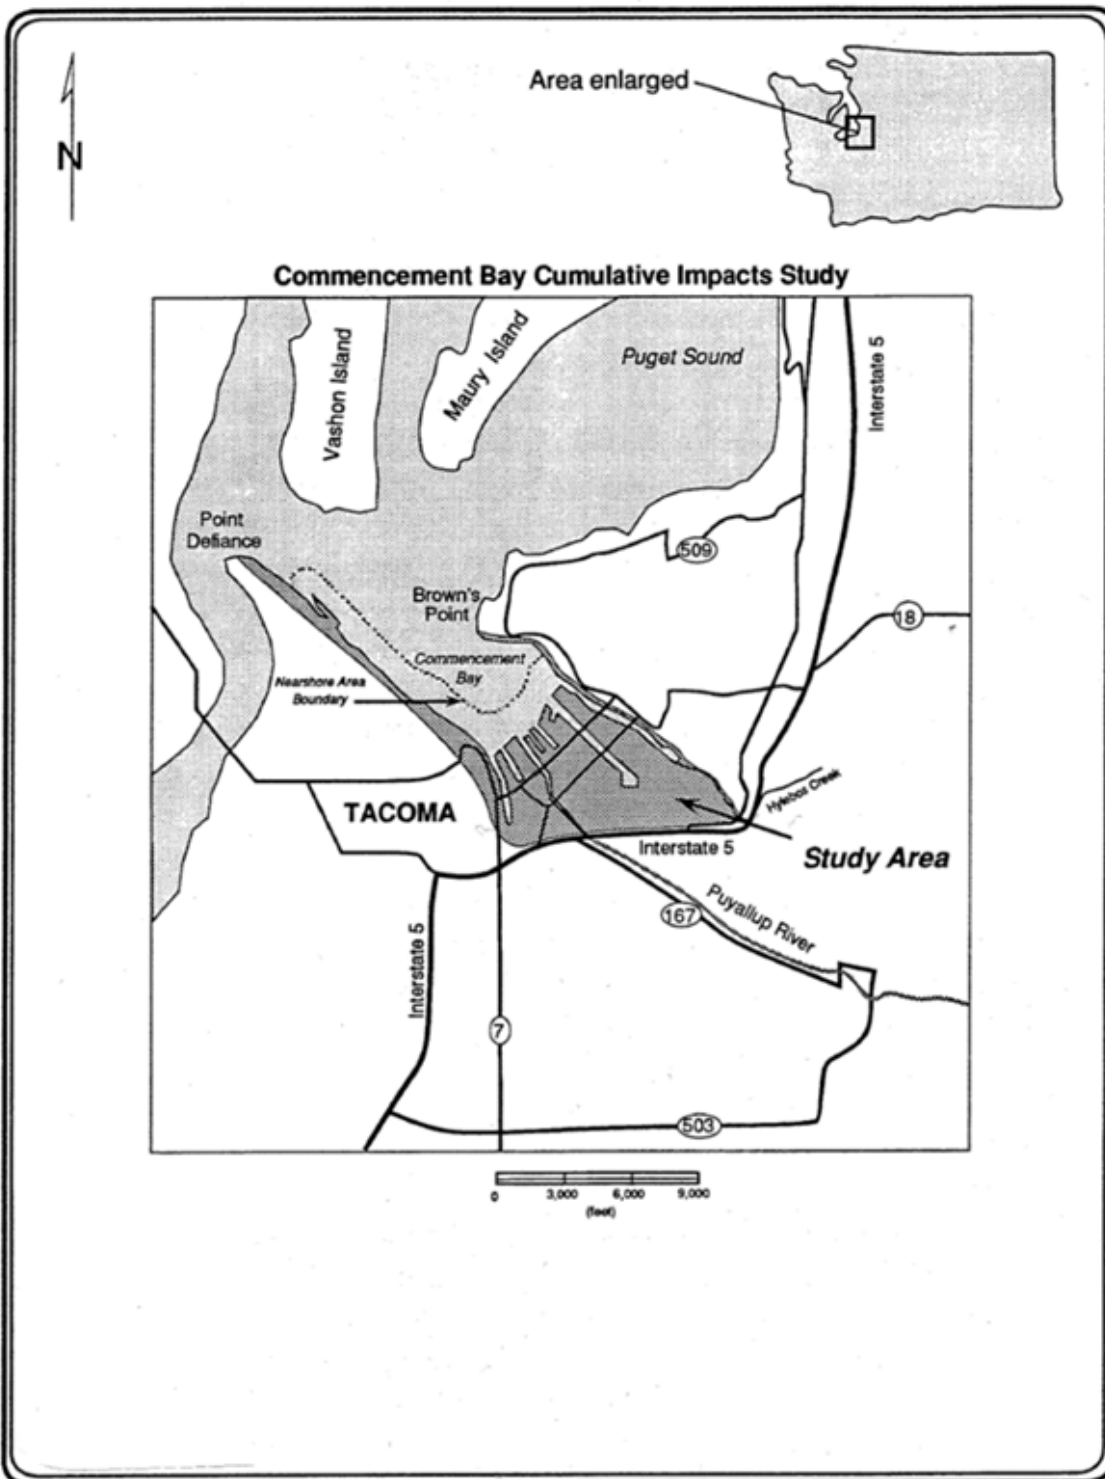 Area enlarged
N
Commencement Bay Cumulative Impacts Study
Vashon Island
Maury Island
Puget Sound
Interstate 5
Point
Defiance
509
Brown's
Point
18
Commencement
Bay
Nearshore Area
Boundary
Hylebos Creek
TACOMA
Interstate 5
Study Area
Puyallup River
167
Interstate 5
7
503
0 3,000 6,000 9,000
(feet)